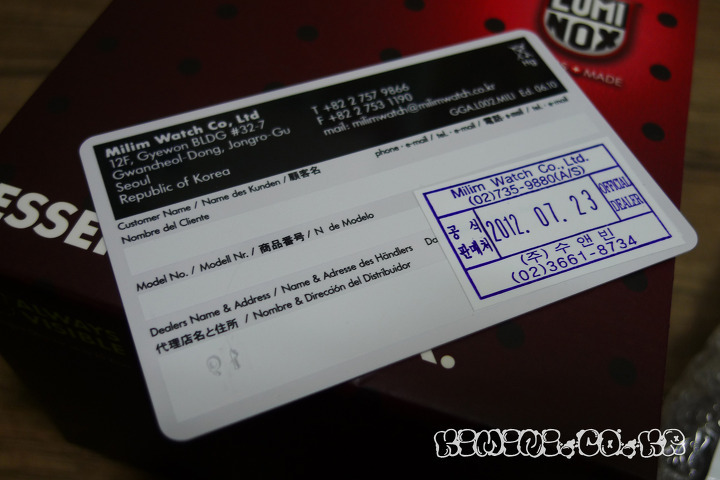 LUMI
NOX
MADE
Milim Watch Co, Ltd
12F, Gyewon BLDG #32-7
Gwancheol-Dong, Jongro-Gu
Seoul
Republic of Korea
T +82 2 757 9866
F +82 2 753 1190
mail: milimwatch@milimwatch.co.kr
GGA.L002.MILI Ed. 06.10
Customer Name / Name des Kunden / 顧客名
Nombre del Cliente
phone - e-mail / tel. - e-mail / 電話 e-mail / tel. - e-mail
Model No. / Modell Nr. / 商品番号 / N de Modelo
Dealers Name & Address / Name & Adresse des Händlers
代理店名と住所 / Nombre & Dirección del Distribuidor
Milim Watch Co., Ltd.
(02)735-9880(A/S)
공 식
판매처
2012. 07. 23
OFFICIAL
DEALER
(주) 수앤빈
(02)3661-8734
ESSE
ALWAYS
VISIBLE
KIMINI.CO.KR